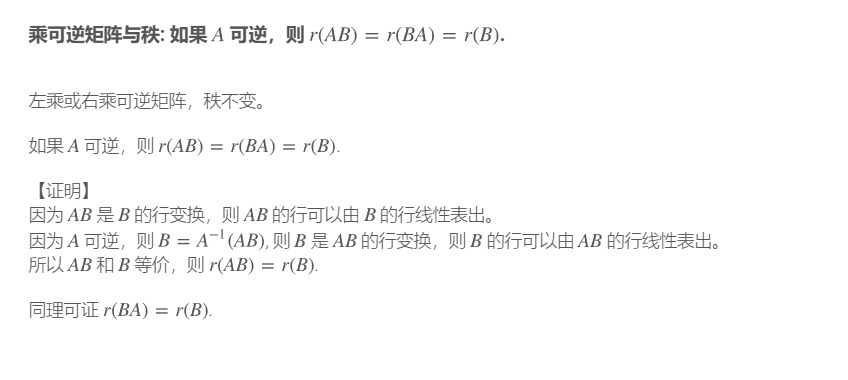 乘可逆矩阵与秩: 如果 A 可逆，则 r(AB) = r(BA) = r(B).
左乘或右乘可逆矩阵，秩不变。
如果 A 可逆，则 r(AB) = r(BA) = r(B).
【证明】
因为 AB 是 B 的行变换，则 AB 的行可以由 B 的行线性表出。
因为 A 可逆，则 B = A⁻¹(AB), 则 B 是 AB 的行变换，则 B 的行可以由 AB 的行线性表出。
所以 AB 和 B 等价，则 r(AB) = r(B).
同理可证 r(BA) = r(B).